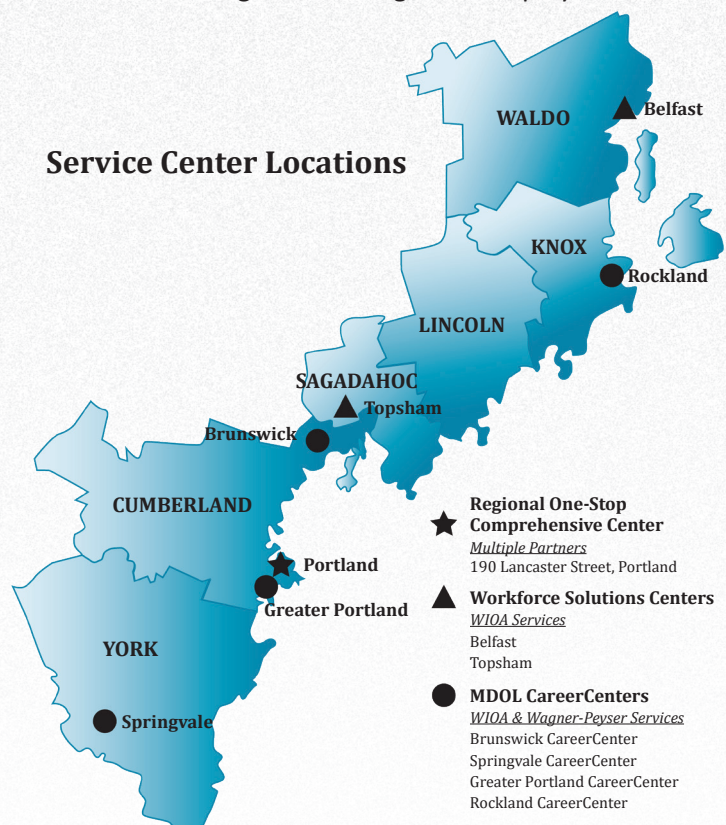 Service Center Locations
WALDO
Belfast
KNOX
Rockland
LINCOLN
SAGADAHOC
Topsham
Brunswick
CUMBERLAND
Portland
Greater Portland
YORK
Springvale
Regional One-Stop
Comprehensive Center
Multiple Partners
190 Lancaster Street, Portland
Workforce Solutions Centers
WIOA Services
Belfast
Topsham
MDOL CareerCenters
WIOA & Wagner-Peyser Services
Brunswick CareerCenter
Springvale CareerCenter
Greater Portland CareerCenter
Rockland CareerCenter